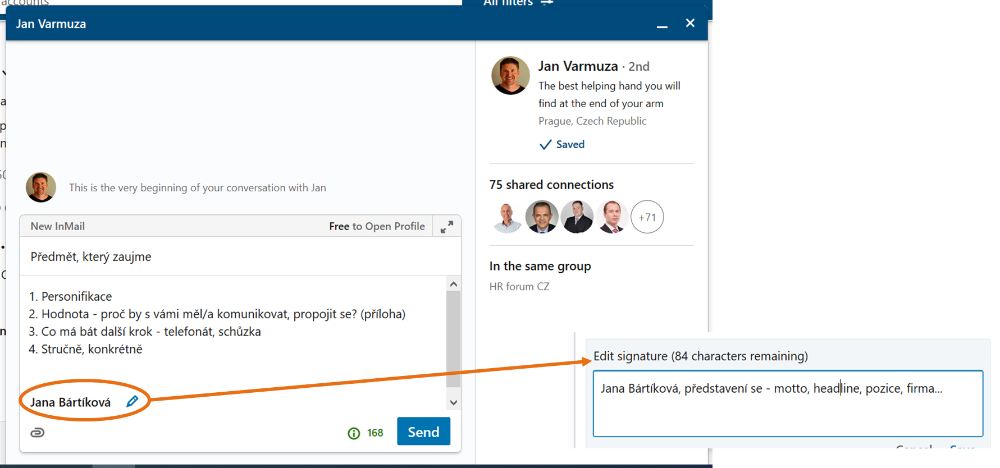 accounts
All filters
Jan Varmuza
Jan Varmuza · 2nd
The best helping hand you will
find at the end of your arm
Prague, Czech Republic
Saved
75 shared connections
+71
In the same group
HR forum CZ
This is the very beginning of your conversation with Jan
New InMail
Free to Open Profile
Předmět, který zaujme
1. Personifikace
2. Hodnota - proč by s vámi měl/a komunikovat, propojit se? (příloha)
3. Co má bát další krok - telefonát, schůzka
4. Stručně, konkrétně
Jana Bártíková
168
Send
Edit signature (84 characters remaining)
Jana Bártíková, představení se - motto, headline, pozice, firma...
Cancel Save